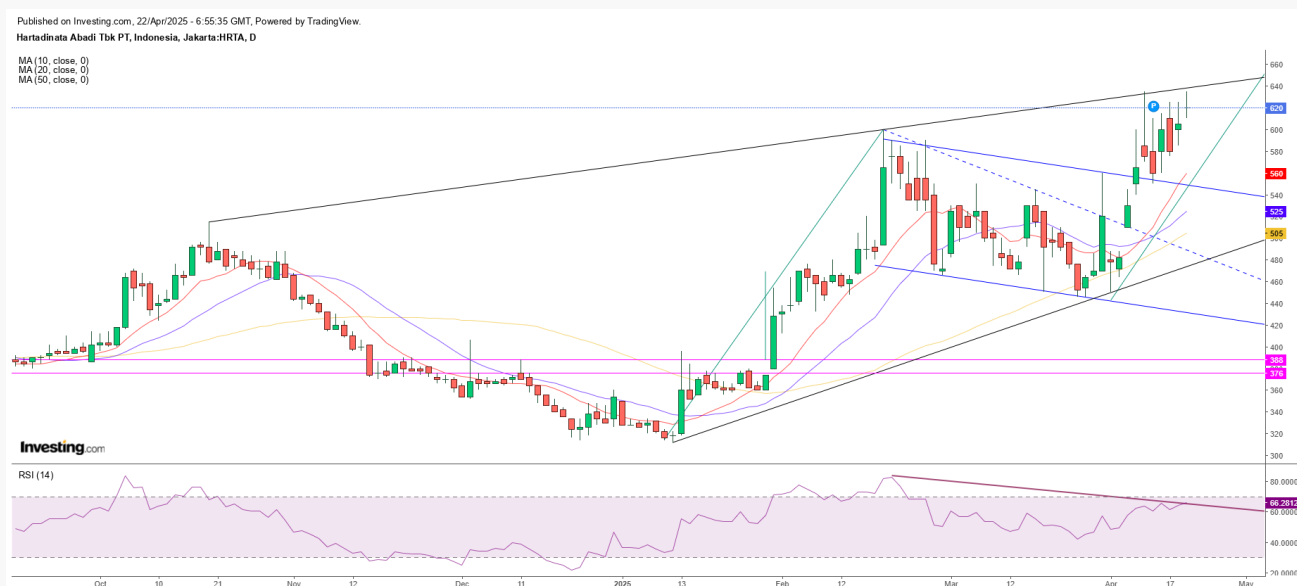 Published on Investing.com, 22/Apr/2025 - 6:55:35 GMT, Powered by TradingView.
Hartadinata Abadi Tbk PT, Indonesia, Jakarta:HRTA, D
MA (10, close, 0)
MA (20, close, 0)
MA (50, close, 0)
660
640
P
620
600
580
560
540
525
505
480
460
440
420
400
388
376
360
340
320
300
Investing.com
RSI (14)
80.0000
66.2812
60.0000
40.0000
20.0000
Oct 10 21 Nov 12 Dec 11 2025 13 Feb 12 Mar 12 Apr 17 May